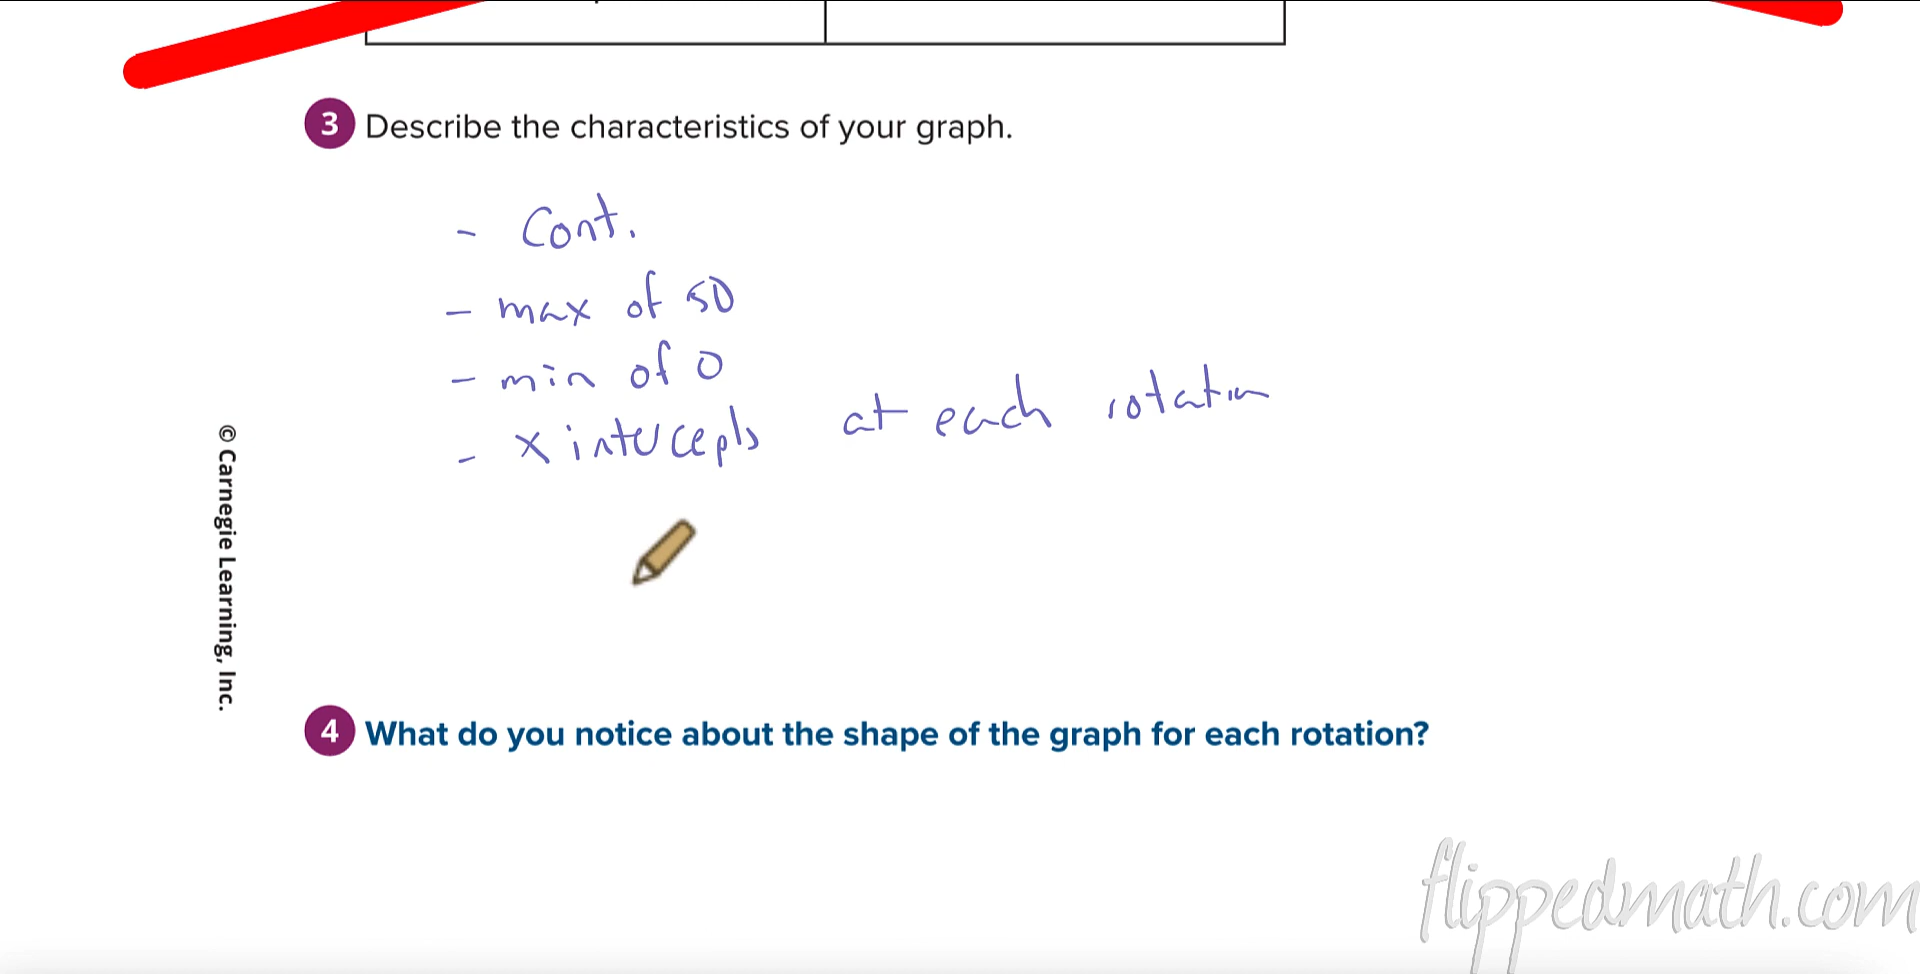 3 Describe the characteristics of your graph.
- Cont.
- max of 50
- min of 0
- x intercepts at each rotation
© Carnegie Learning, Inc.
4 What do you notice about the shape of the graph for each rotation?
flippedmath.com